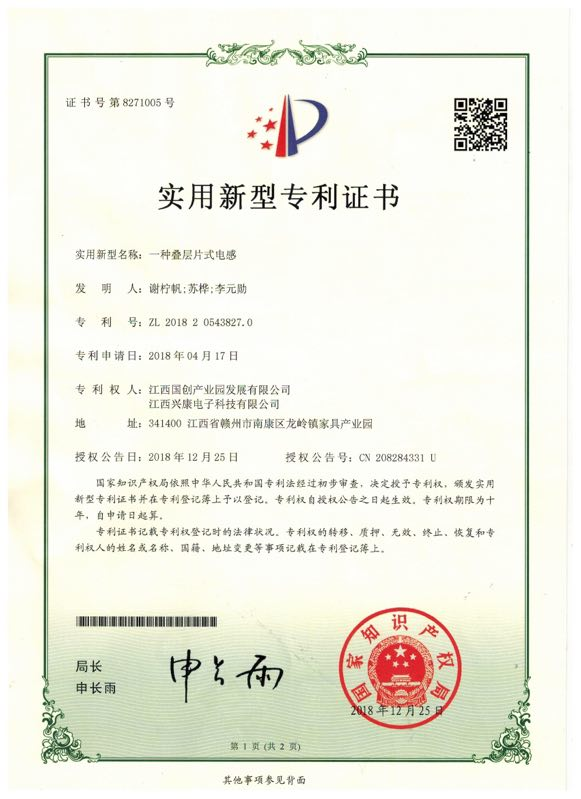 证书号第8271005号
实用新型专利证书
实用新型名称：一种叠层片式电感
发明人：谢柠帆;苏桦;李元勋
专利号：ZL 2018 2 0543827.0
专利申请日：2018年04月17日
专利权人：江西国创产业园发展有限公司
江西兴康电子科技有限公司
地址：341400 江西省赣州市南康区龙岭镇家具产业园
授权公告日：2018年12月25日 授权公告号：CN 208284331 U
国家知识产权局依照中华人民共和国专利法经过初步审查，决定授予专利权，颁发实用
新型专利证书并在专利登记簿上予以登记。专利权自授权公告之日起生效。专利权期限为十
年，自申请日起算。
专利证书记载专利权登记时的法律状况。专利权的转移、质押、无效、终止、恢复和专
利权人的姓名或名称、国籍、地址变更等事项记载在专利登记簿上。
局长
申长雨
申长雨
国家知识产权局
2018年12月25日
第1页(共2页)
其他事项参见背面